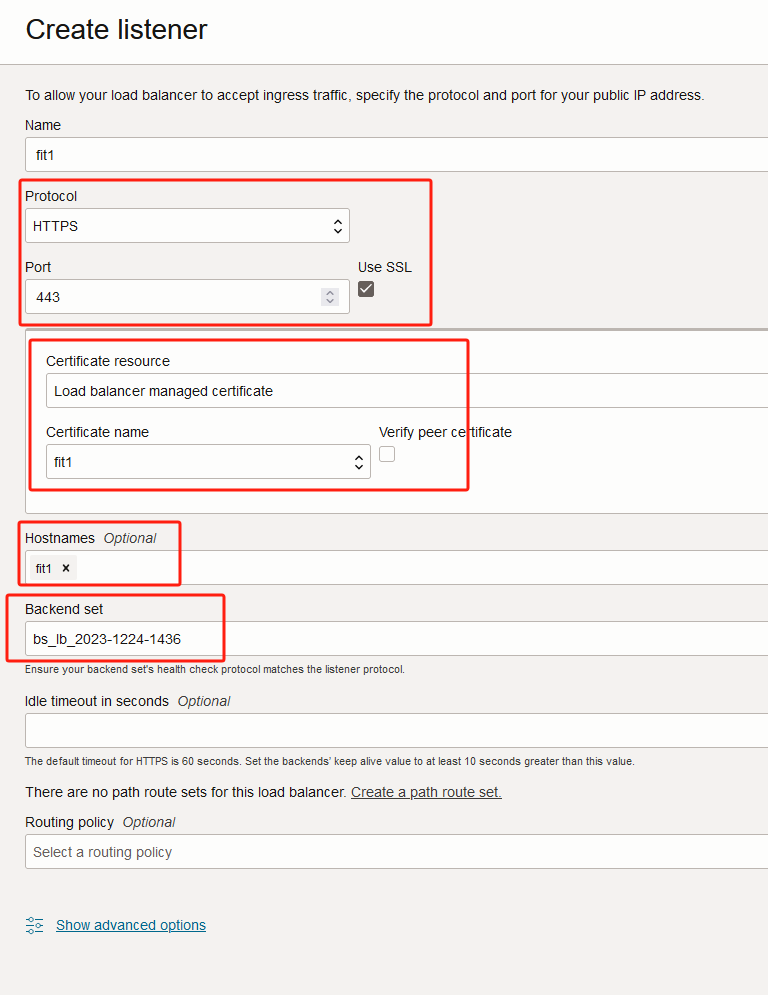 Create listener
To allow your load balancer to accept ingress traffic, specify the protocol and port for your public IP address.
Name
fit1
Protocol
HTTPS
Port
Use SSL
443
Certificate resource
Load balancer managed certificate
Certificate name
Verify peer certificate
fit1
Hostnames Optional
fit1 ×
Backend set
bs_lb_2023-1224-1436
Ensure your backend set's health check protocol matches the listener protocol.
Idle timeout in seconds Optional
The default timeout for HTTPS is 60 seconds. Set the backends' keep alive value to at least 10 seconds greater than this value.
There are no path route sets for this load balancer. Create a path route set.
Routing policy Optional
Select a routing policy
Show advanced options